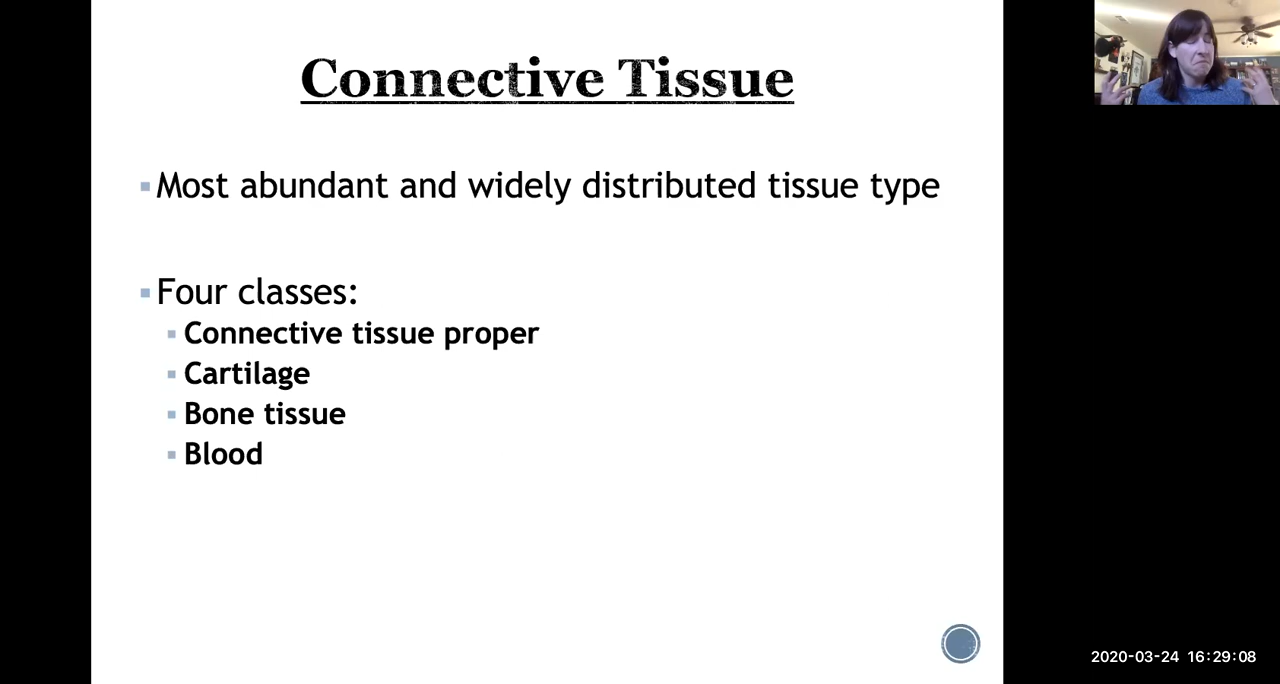 Connective Tissue
Most abundant and widely distributed tissue type
Four classes:
Connective tissue proper
Cartilage
Bone tissue
Blood
2020-03-24 16:29:08